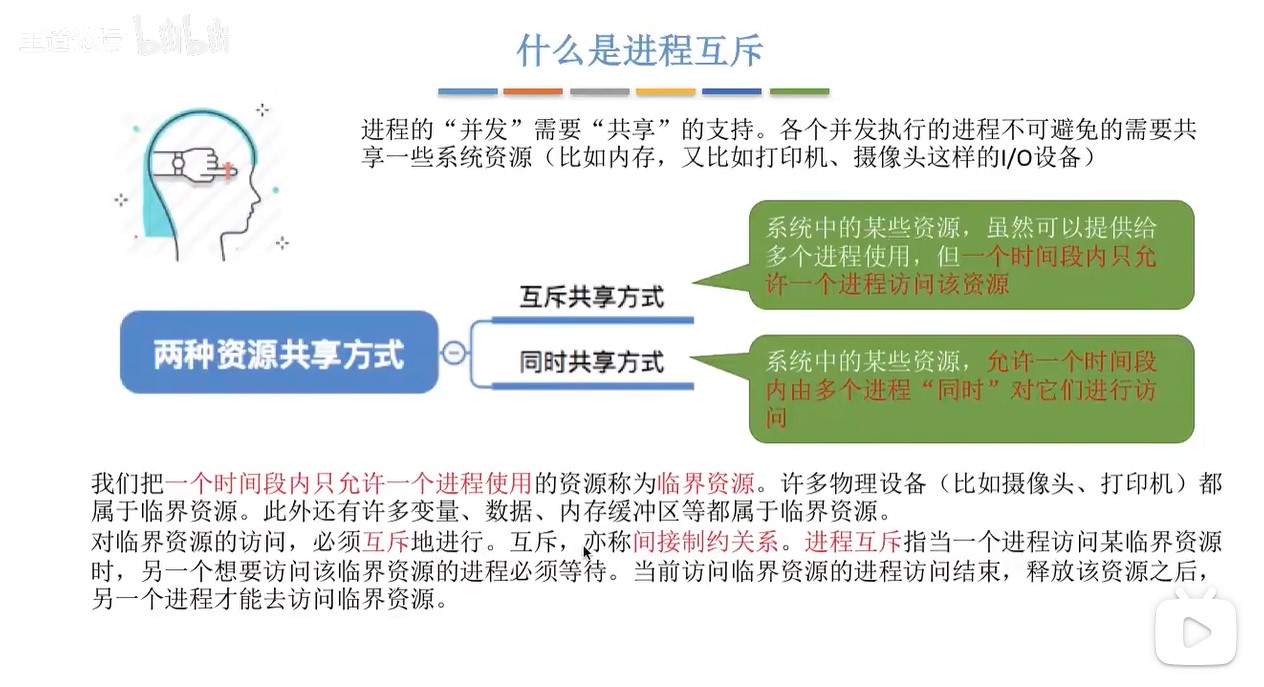 王道论坛 bilibili
什么是进程互斥
进程的“并发”需要“共享”的支持。各个并发执行的进程不可避免的需要共
享一些系统资源（比如内存，又比如打印机、摄像头这样的I/O设备）
系统中的某些资源，虽然可以提供给
多个进程使用，但一个时间段内只允
许一个进程访问该资源
互斥共享方式
两种资源共享方式
同时共享方式
系统中的某些资源，允许一个时间段
内由多个进程“同时”对它们进行访
问
我们把一个时间段内只允许一个进程使用的资源称为临界资源。许多物理设备（比如摄像头、打印机）都
属于临界资源。此外还有许多变量、数据、内存缓冲区等都属于临界资源。
对临界资源的访问，必须互斥地进行。互斥，亦称间接制约关系。进程互斥指当一个进程访问某临界资源
时，另一个想要访问该临界资源的进程必须等待。当前访问临界资源的进程访问结束，释放该资源之后，
另一个进程才能去访问临界资源。